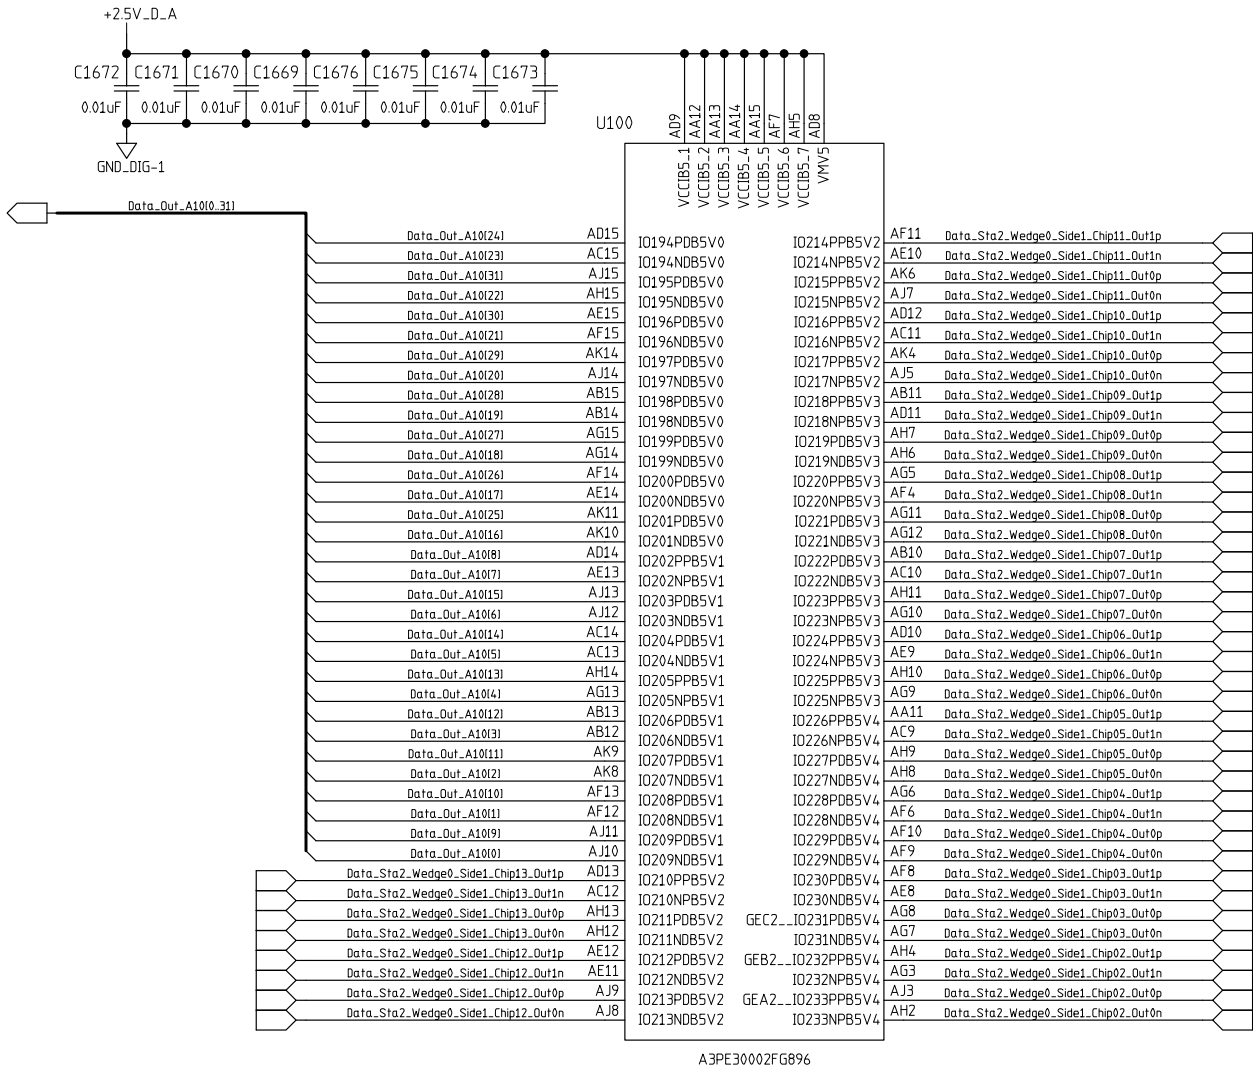 +2.5V_D_A
C1672 C1671 C1670 C1669 C1676 C1675 C1674 C1673
0.01uF 0.01uF 0.01uF 0.01uF 0.01uF 0.01uF 0.01uF 0.01uF
GND_DIG-1
U100
AD9 AA12 AA13 AA14 AA15 AF7 AH5 AD8
VCCIB5_1 VCCIB5_2 VCCIB5_3 VCCIB5_4 VCCIB5_5 VCCIB5_6 VCCIB5_7 VMV5
Data_Out_A10[0..31]
Data_Out_A10[24] AD15 IO194PDB5V0 IO214PPB5V2 AF11 Data_Sta2_Wedge0_Side1_Chip11_Out1p
Data_Out_A10[23] AC15 IO194NDB5V0 IO214NPB5V2 AE10 Data_Sta2_Wedge0_Side1_Chip11_Out1n
Data_Out_A10[31] AJ15 IO195PDB5V0 IO215PPB5V2 AK6 Data_Sta2_Wedge0_Side1_Chip11_Out0p
Data_Out_A10[22] AH15 IO195NDB5V0 IO215NPB5V2 AJ7 Data_Sta2_Wedge0_Side1_Chip11_Out0n
Data_Out_A10[30] AE15 IO196PDB5V0 IO216PPB5V2 AD12 Data_Sta2_Wedge0_Side1_Chip10_Out1p
Data_Out_A10[21] AF15 IO196NDB5V0 IO216NPB5V2 AC11 Data_Sta2_Wedge0_Side1_Chip10_Out1n
Data_Out_A10[29] AK14 IO197PDB5V0 IO217PPB5V2 AK4 Data_Sta2_Wedge0_Side1_Chip10_Out0p
Data_Out_A10[20] AJ14 IO197NDB5V0 IO217NPB5V2 AJ5 Data_Sta2_Wedge0_Side1_Chip10_Out0n
Data_Out_A10[28] AB15 IO198PDB5V0 IO218PPB5V3 AB11 Data_Sta2_Wedge0_Side1_Chip09_Out1p
Data_Out_A10[19] AB14 IO198NDB5V0 IO218NPB5V3 AD11 Data_Sta2_Wedge0_Side1_Chip09_Out1n
Data_Out_A10[27] AG15 IO199PDB5V0 IO219PDB5V3 AH7 Data_Sta2_Wedge0_Side1_Chip09_Out0p
Data_Out_A10[18] AG14 IO199NDB5V0 IO219NDB5V3 AH6 Data_Sta2_Wedge0_Side1_Chip09_Out0n
Data_Out_A10[26] AF14 IO200PDB5V0 IO220PPB5V3 AG5 Data_Sta2_Wedge0_Side1_Chip08_Out1p
Data_Out_A10[17] AE14 IO200NDB5V0 IO220NPB5V3 AF4 Data_Sta2_Wedge0_Side1_Chip08_Out1n
Data_Out_A10[25] AK11 IO201PDB5V0 IO221PDB5V3 AG11 Data_Sta2_Wedge0_Side1_Chip08_Out0p
Data_Out_A10[16] AK10 IO201NDB5V0 IO221NDB5V3 AG12 Data_Sta2_Wedge0_Side1_Chip08_Out0n
Data_Out_A10[8] AD14 IO202PPB5V1 IO222PDB5V3 AB10 Data_Sta2_Wedge0_Side1_Chip07_Out1p
Data_Out_A10[7] AE13 IO202NPB5V1 IO222NDB5V3 AC10 Data_Sta2_Wedge0_Side1_Chip07_Out1n
Data_Out_A10[15] AJ13 IO203PDB5V1 IO223PPB5V3 AH11 Data_Sta2_Wedge0_Side1_Chip07_Out0p
Data_Out_A10[6] AJ12 IO203NDB5V1 IO223NPB5V3 AG10 Data_Sta2_Wedge0_Side1_Chip07_Out0n
Data_Out_A10[14] AC14 IO204PDB5V1 IO224PPB5V3 AD10 Data_Sta2_Wedge0_Side1_Chip06_Out1p
Data_Out_A10[5] AC13 IO204NDB5V1 IO224NPB5V3 AE9 Data_Sta2_Wedge0_Side1_Chip06_Out1n
Data_Out_A10[13] AH14 IO205PPB5V1 IO225PPB5V3 AH10 Data_Sta2_Wedge0_Side1_Chip06_Out0p
Data_Out_A10[4] AG13 IO205NPB5V1 IO225NPB5V3 AG9 Data_Sta2_Wedge0_Side1_Chip06_Out0n
Data_Out_A10[12] AB13 IO206PDB5V1 IO226PPB5V4 AA11 Data_Sta2_Wedge0_Side1_Chip05_Out1p
Data_Out_A10[3] AB12 IO206NDB5V1 IO226NPB5V4 AC9 Data_Sta2_Wedge0_Side1_Chip05_Out1n
Data_Out_A10[11] AK9 IO207PDB5V1 IO227PDB5V4 AH9 Data_Sta2_Wedge0_Side1_Chip05_Out0p
Data_Out_A10[2] AK8 IO207NDB5V1 IO227NDB5V4 AH8 Data_Sta2_Wedge0_Side1_Chip05_Out0n
Data_Out_A10[10] AF13 IO208PDB5V1 IO228PDB5V4 AG6 Data_Sta2_Wedge0_Side1_Chip04_Out1p
Data_Out_A10[1] AF12 IO208NDB5V1 IO228NDB5V4 AF6 Data_Sta2_Wedge0_Side1_Chip04_Out1n
Data_Out_A10[9] AJ11 IO209PDB5V1 IO229PDB5V4 AF10 Data_Sta2_Wedge0_Side1_Chip04_Out0p
Data_Out_A10[0] AJ10 IO209NDB5V1 IO229NDB5V4 AF9 Data_Sta2_Wedge0_Side1_Chip04_Out0n
Data_Sta2_Wedge0_Side1_Chip13_Out1p AD13 IO210PPB5V2 IO230PDB5V4 AF8 Data_Sta2_Wedge0_Side1_Chip03_Out1p
Data_Sta2_Wedge0_Side1_Chip13_Out1n AC12 IO210NPB5V2 IO230NDB5V4 AE8 Data_Sta2_Wedge0_Side1_Chip03_Out1n
Data_Sta2_Wedge0_Side1_Chip13_Out0p AH13 IO211PDB5V2 GEC2__IO231PDB5V4 AG8 Data_Sta2_Wedge0_Side1_Chip03_Out0p
Data_Sta2_Wedge0_Side1_Chip13_Out0n AH12 IO211NDB5V2 IO231NDB5V4 AG7 Data_Sta2_Wedge0_Side1_Chip03_Out0n
Data_Sta2_Wedge0_Side1_Chip12_Out1p AE12 IO212PDB5V2 GEB2__IO232PPB5V4 AH4 Data_Sta2_Wedge0_Side1_Chip02_Out1p
Data_Sta2_Wedge0_Side1_Chip12_Out1n AE11 IO212NDB5V2 IO232NPB5V4 AG3 Data_Sta2_Wedge0_Side1_Chip02_Out1n
Data_Sta2_Wedge0_Side1_Chip12_Out0p AJ9 IO213PDB5V2 GEA2__IO233PPB5V4 AJ3 Data_Sta2_Wedge0_Side1_Chip02_Out0p
Data_Sta2_Wedge0_Side1_Chip12_Out0n AJ8 IO213NDB5V2 IO233NPB5V4 AH2 Data_Sta2_Wedge0_Side1_Chip02_Out0n
A3PE30002FG896